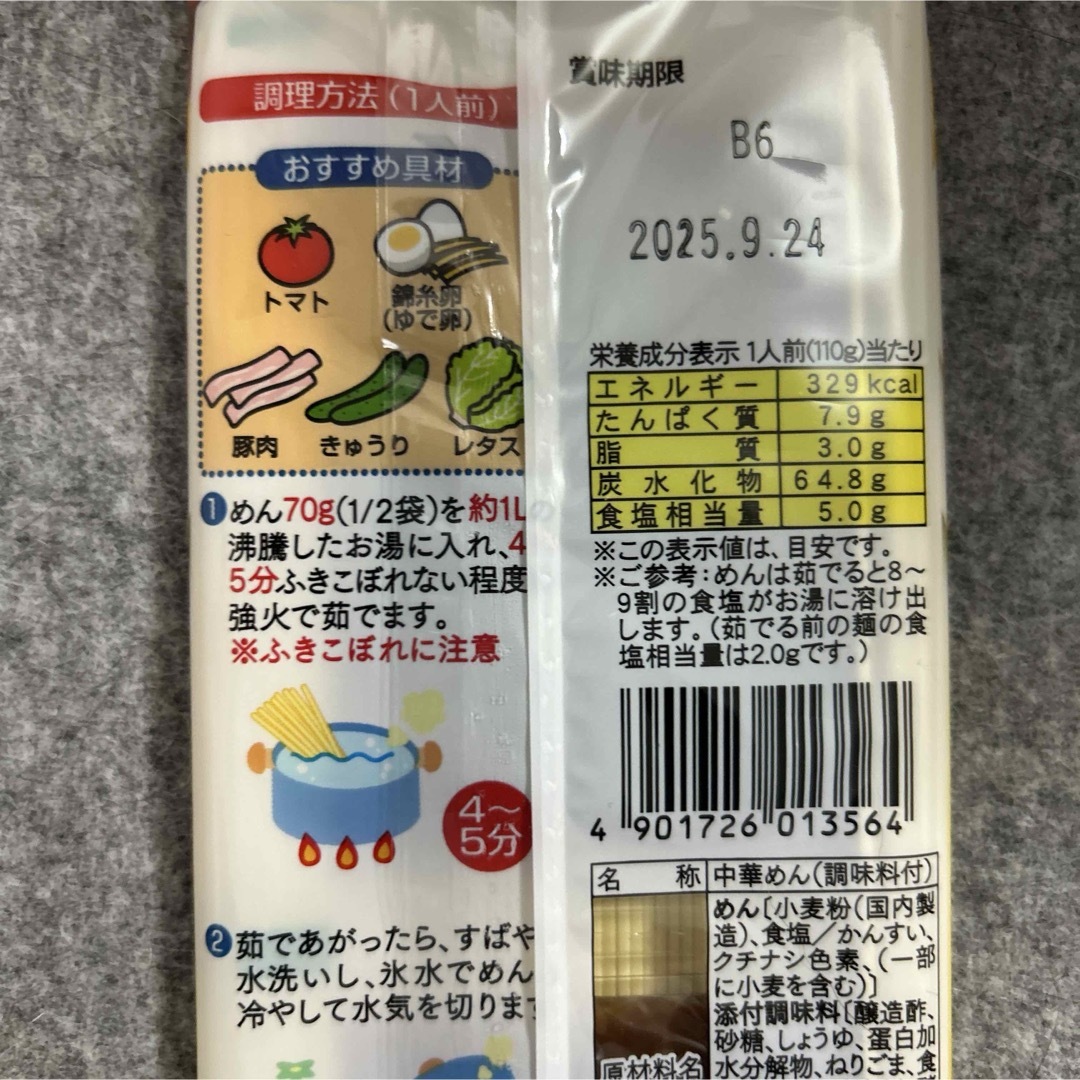 調理方法(1人前)
おすすめ具材
トマト
錦糸卵
(ゆで卵)
豚肉
きゅうり
レタス
1 めん70g(1/2袋)を約1Lの
沸騰したお湯に入れ、4
5分ふきこぼれない程度
強火で茹でます。
※ふきこぼれに注意
4〜
5分
2 茹であがったら、すばや
水洗いし、氷水でめん
冷やして水気を切ります
賞味期限
B6
2025.9.24
栄養成分表示 1人前(110g)当たり
エネルギー 329kcal
たんぱく質 7.9g
脂質 3.0g
炭水化物 64.8g
食塩相当量 5.0g
※この表示値は、目安です。
※ご参考:めんは茹でると8〜
9割の食塩がお湯に溶け出
します。(茹でる前の麺の食
塩相当量は2.0gです。)
4 901726 013564
名称 中華めん(調味料付)
原材料名
めん[小麦粉(国内製
造)、食塩/かんすい、
クチナシ色素、(一部
に小麦を含む)]
添付調味料[醸造酢、
砂糖、しょうゆ、蛋白加
水分解物、ねりごま、食